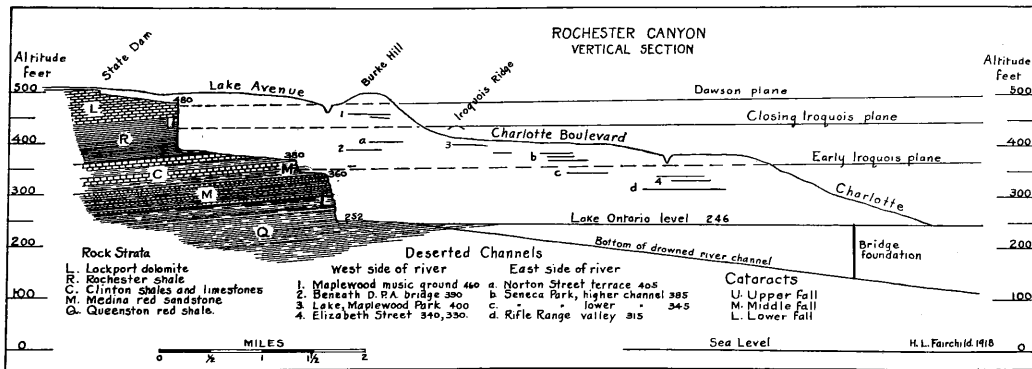 ROCHESTER CANYON
VERTICAL SECTION
Altitude
feet
State Dam
Lake Avenue
Burke Hill
Iroquois Ridge
Altitude
feet
500
400
300
200
100
0
500
400
300
200
100
0
Dawson plane
Closing Iroquois plane
Charlotte Boulevard
Early Iroquois plane
Charlotte
Lake Ontario level 246
Bottom of drowned river channel
Bridge
foundation
L
R
C
M
Q
480
U
350
M
360
L
252
1
a
2
3
b
c
4
d
Rock Strata
L. Lockport dolomite
R. Rochester shale
C. Clinton shales and limestones
M. Medina red sandstone
Q. Queenston red shale.
Deserted Channels
West side of river
1. Maplewood music ground 460
2. Beneath D.P.A. bridge 390
3. Lake, Maplewood Park 400
4. Elizabeth Street 340,330.
East side of river
a. Norton Street terrace 405
b Seneca Park, higher channel 385
c. " " lower " 345
d. Rifle Range valley 315
Cataracts
U. Upper Fall
M. Middle Fall
L. Lower Fall
MILES
0 ½ 1 1½ 2
Sea Level
H.L. Fairchild. 1918